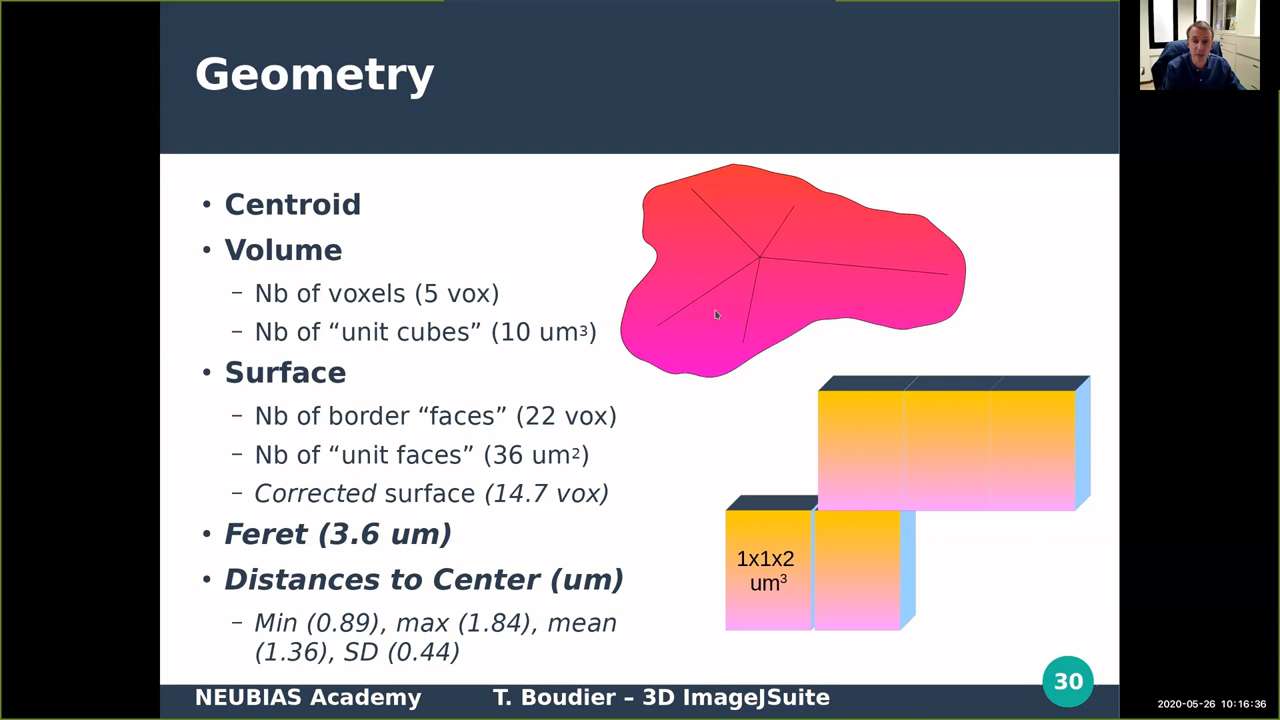 Geometry
• Centroid
• Volume
– Nb of voxels (5 vox)
– Nb of “unit cubes” (10 um³)
• Surface
– Nb of border “faces” (22 vox)
– Nb of “unit faces” (36 um²)
– Corrected surface (14.7 vox)
• Feret (3.6 um)
• Distances to Center (um)
– Min (0.89), max (1.84), mean
(1.36), SD (0.44)
1x1x2
um³
NEUBIAS Academy T. Boudier – 3D ImageJSuite
30
2020-05-26 10:16:36